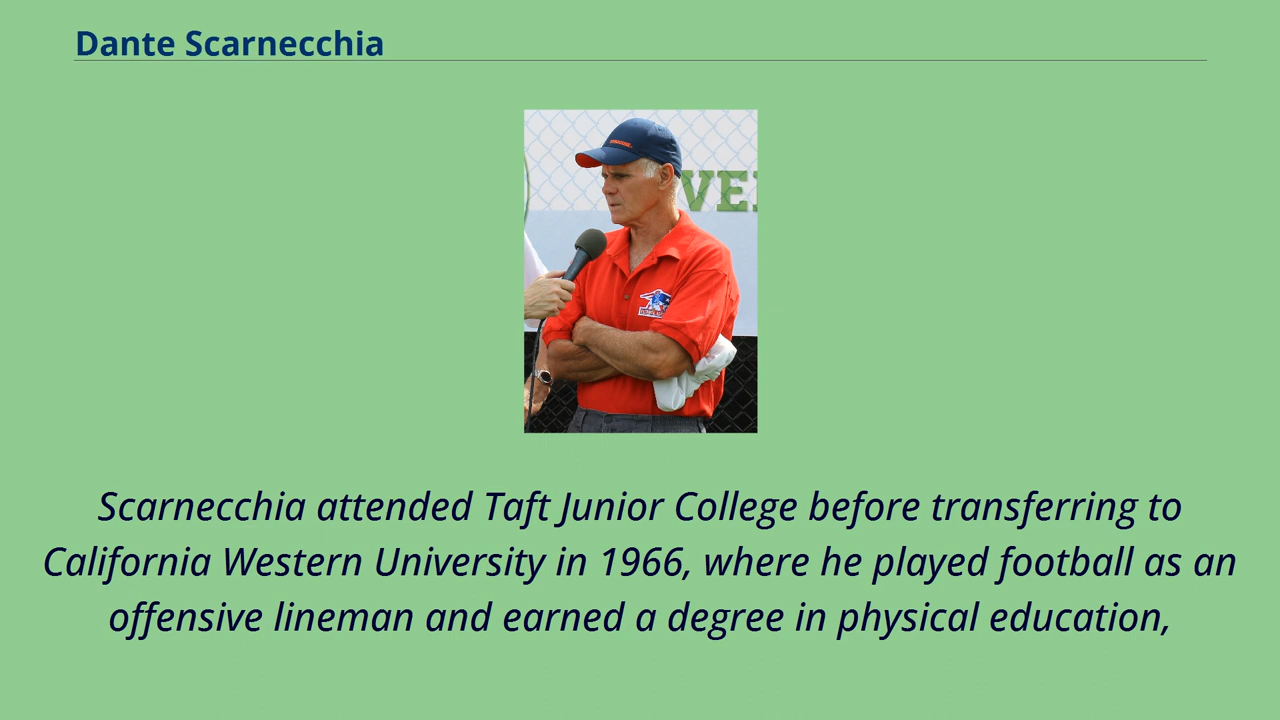 Dante Scarnecchia
VE
Scarnecchia attended Taft Junior College before transferring to
California Western University in 1966, where he played football as an
offensive lineman and earned a degree in physical education,